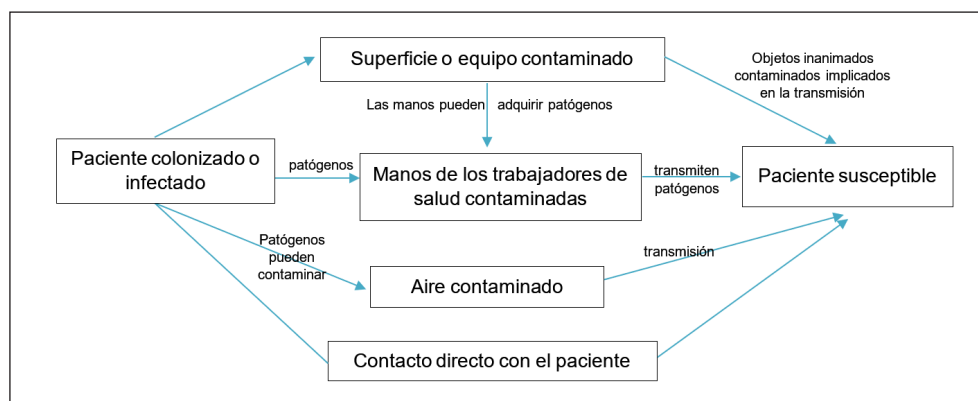 Superficie o equipo contaminado
Objetos inanimados
contaminados implicados
en la transmisión
Las manos pueden
adquirir patógenos
Paciente colonizado o
infectado
patógenos
Manos de los trabajadores de
salud contaminadas
transmiten
patógenos
Paciente susceptible
Patógenos
pueden
contaminar
Aire contaminado
transmisión
Contacto directo con el paciente